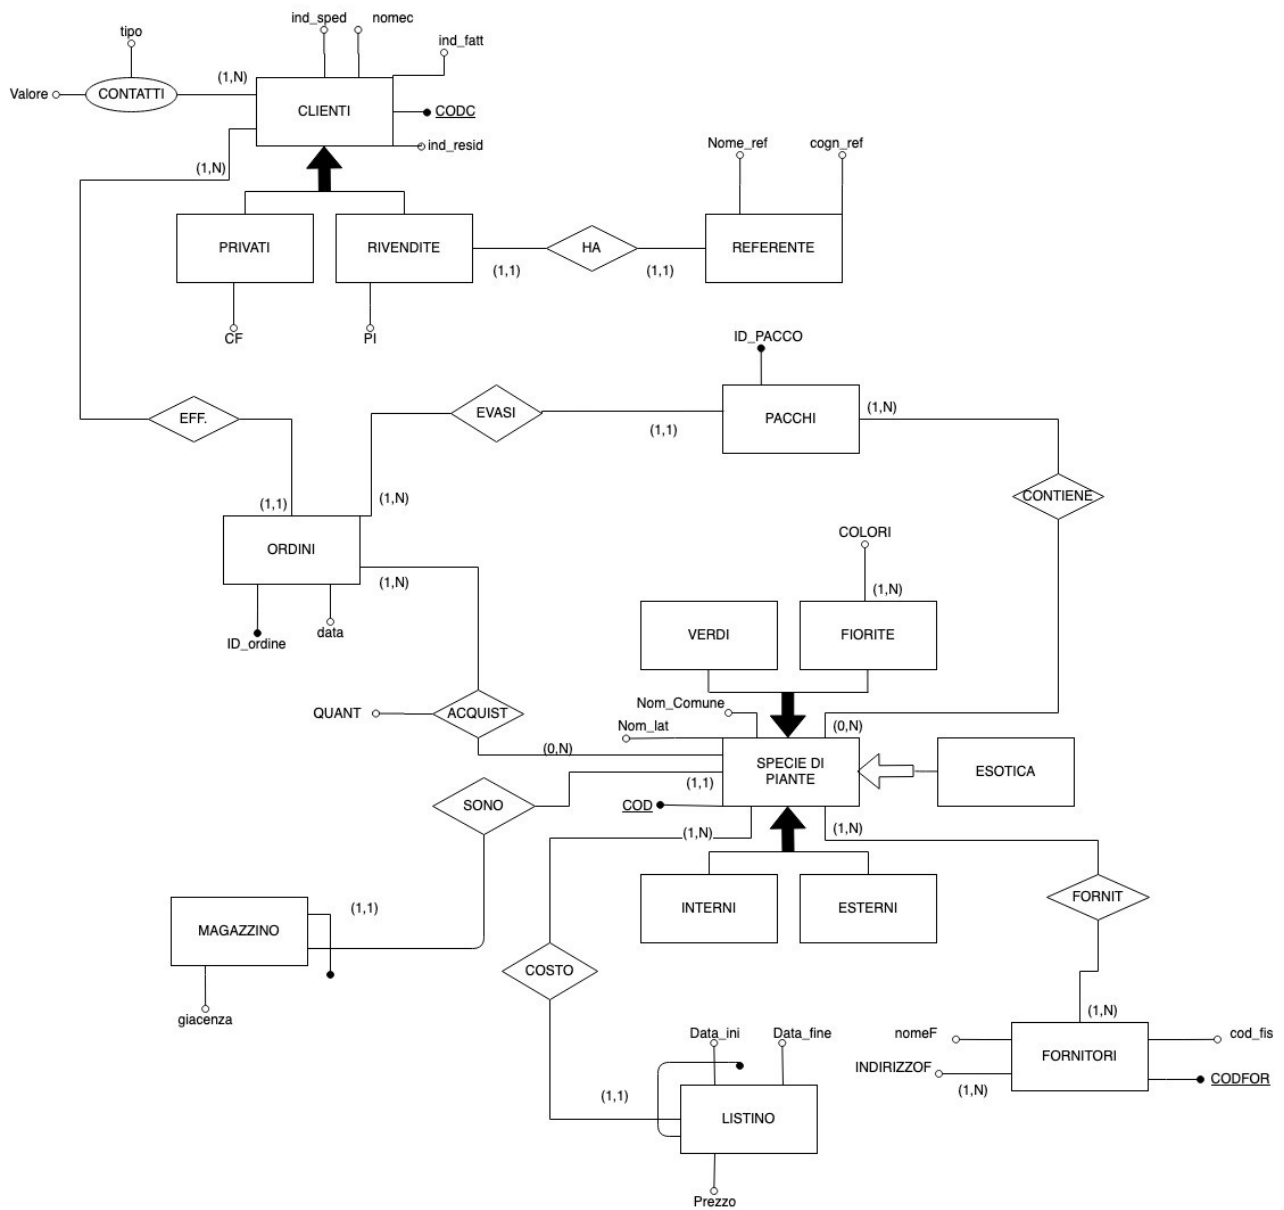 ind_sped
nomec
tipo
ind_fatt
(1,N)
Valore
CONTATTI
CLIENTI
CODC
ind_resid
(1,N)
Nome_ref
cogn_ref
PRIVATI
RIVENDITE
HA
REFERENTE
(1,1)
(1,1)
CF
PI
ID_PACCO
EFF.
EVASI
PACCHI
(1,N)
(1,1)
(1,1)
(1,N)
CONTIENE
ORDINI
COLORI
(1,N)
(1,N)
ID_ordine
data
VERDI
FIORITE
QUANT
ACQUIST
Nom_Comune
Nom_lat
(0,N)
(0,N)
SPECIE DI
PIANTE
ESOTICA
(1,1)
SONO
COD
(1,N)
(1,N)
INTERNI
ESTERNI
FORNIT
(1,1)
MAGAZZINO
COSTO
giacenza
(1,N)
Data_ini
Data_fine
nomeF
cod_fis
FORNITORI
INDIRIZZOF
(1,N)
CODFOR
(1,1)
LISTINO
Prezzo